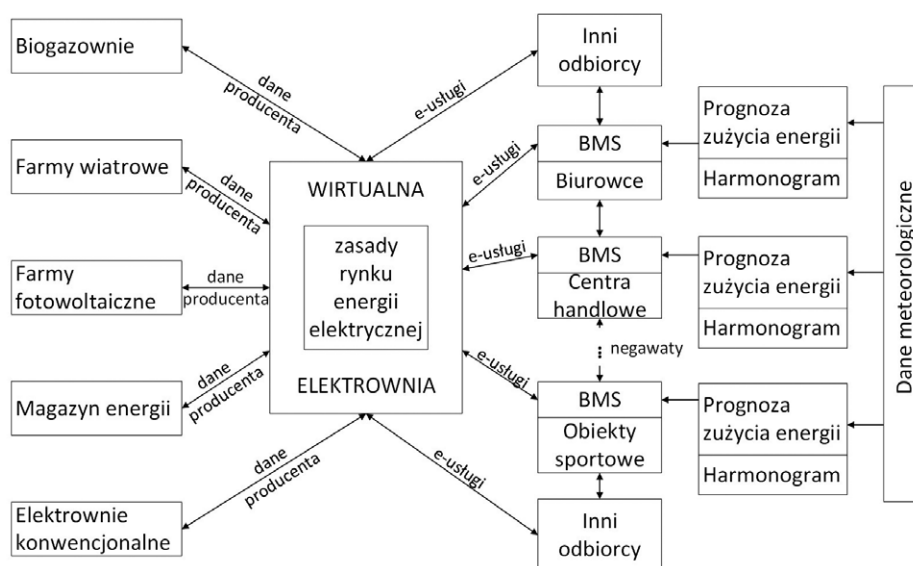 Biogazownie
Farmy wiatrowe
Farmy
fotowoltaiczne
Magazyn energii
Elektrownie
konwencjonalne
dane
producenta
dane
producenta
dane
producenta
dane
producenta
dane
producenta
WIRTUALNA
zasady
rynku
energii
elektrycznej
ELEKTROWNIA
e-usługi
e-usługi
e-usługi
e-usługi
e-usługi
Inni
odbiorcy
BMS
Biurowce
BMS
Centra
handlowe
negawaty
BMS
Obiekty
sportowe
Inni
odbiorcy
Prognoza
zużycia energii
Harmonogram
Prognoza
zużycia energii
Harmonogram
Prognoza
zużycia energii
Harmonogram
Dane meteorologiczne